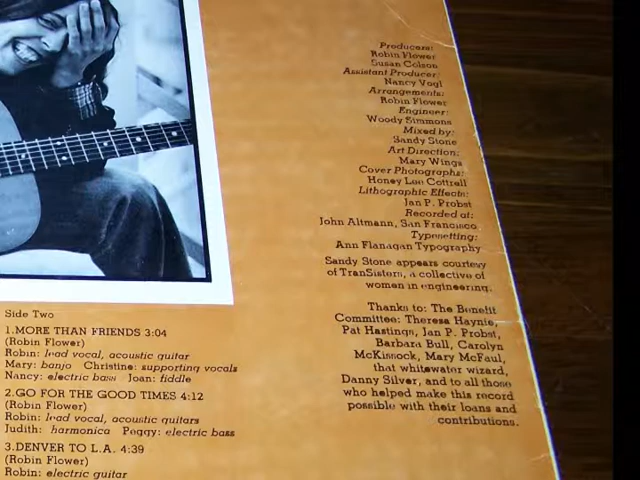 Producers:
Robin Flower
Susan Colson
Assistant Producer:
Nancy Vogl
Arrangements:
Robin Flower
Engineer:
Woody Simmons
Mixed by:
Sandy Stone
Art Direction:
Mary Wings
Cover Photographs:
Honey Lee Cottrell
Lithographic Effects:
Jan P. Probst
Recorded at:
John Altmann, San Francisco
Typesetting:
Ann Flanagan Typography
Sandy Stone appears courtesy
of TranSisters, a collective of
women in engineering.
Thanks to: The Benefit
Committee: Theresa Haynie,
Pat Hastings, Jan P. Probst,
Barbara Bull, Carolyn
McKissock, Mary McFaul,
that whitewater wizard,
Danny Silver, and to all those
who helped make this record
possible with their loans and
contributions.
Side Two
1.MORE THAN FRIENDS 3:04
(Robin Flower)
Robin: lead vocal, acoustic guitar
Mary: banjo Christine: supporting vocals
Nancy: electric bass Joan: fiddle
2.GO FOR THE GOOD TIMES 4:12
(Robin Flower)
Robin: lead vocal, acoustic guitars
Judith: harmonica Peggy: electric bass
3.DENVER TO L.A. 4:39
(Robin Flower)
Robin: electric guitar